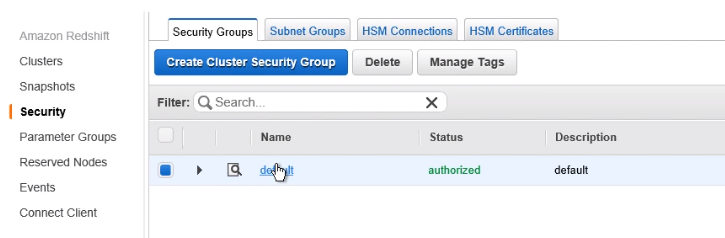 Amazon Redshift
Clusters
Snapshots
Security
Parameter Groups
Reserved Nodes
Events
Connect Client
Security Groups Subnet Groups HSM Connections HSM Certificates
Create Cluster Security Group Delete Manage Tags
Filter: Search...
Name Status Description
default authorized default